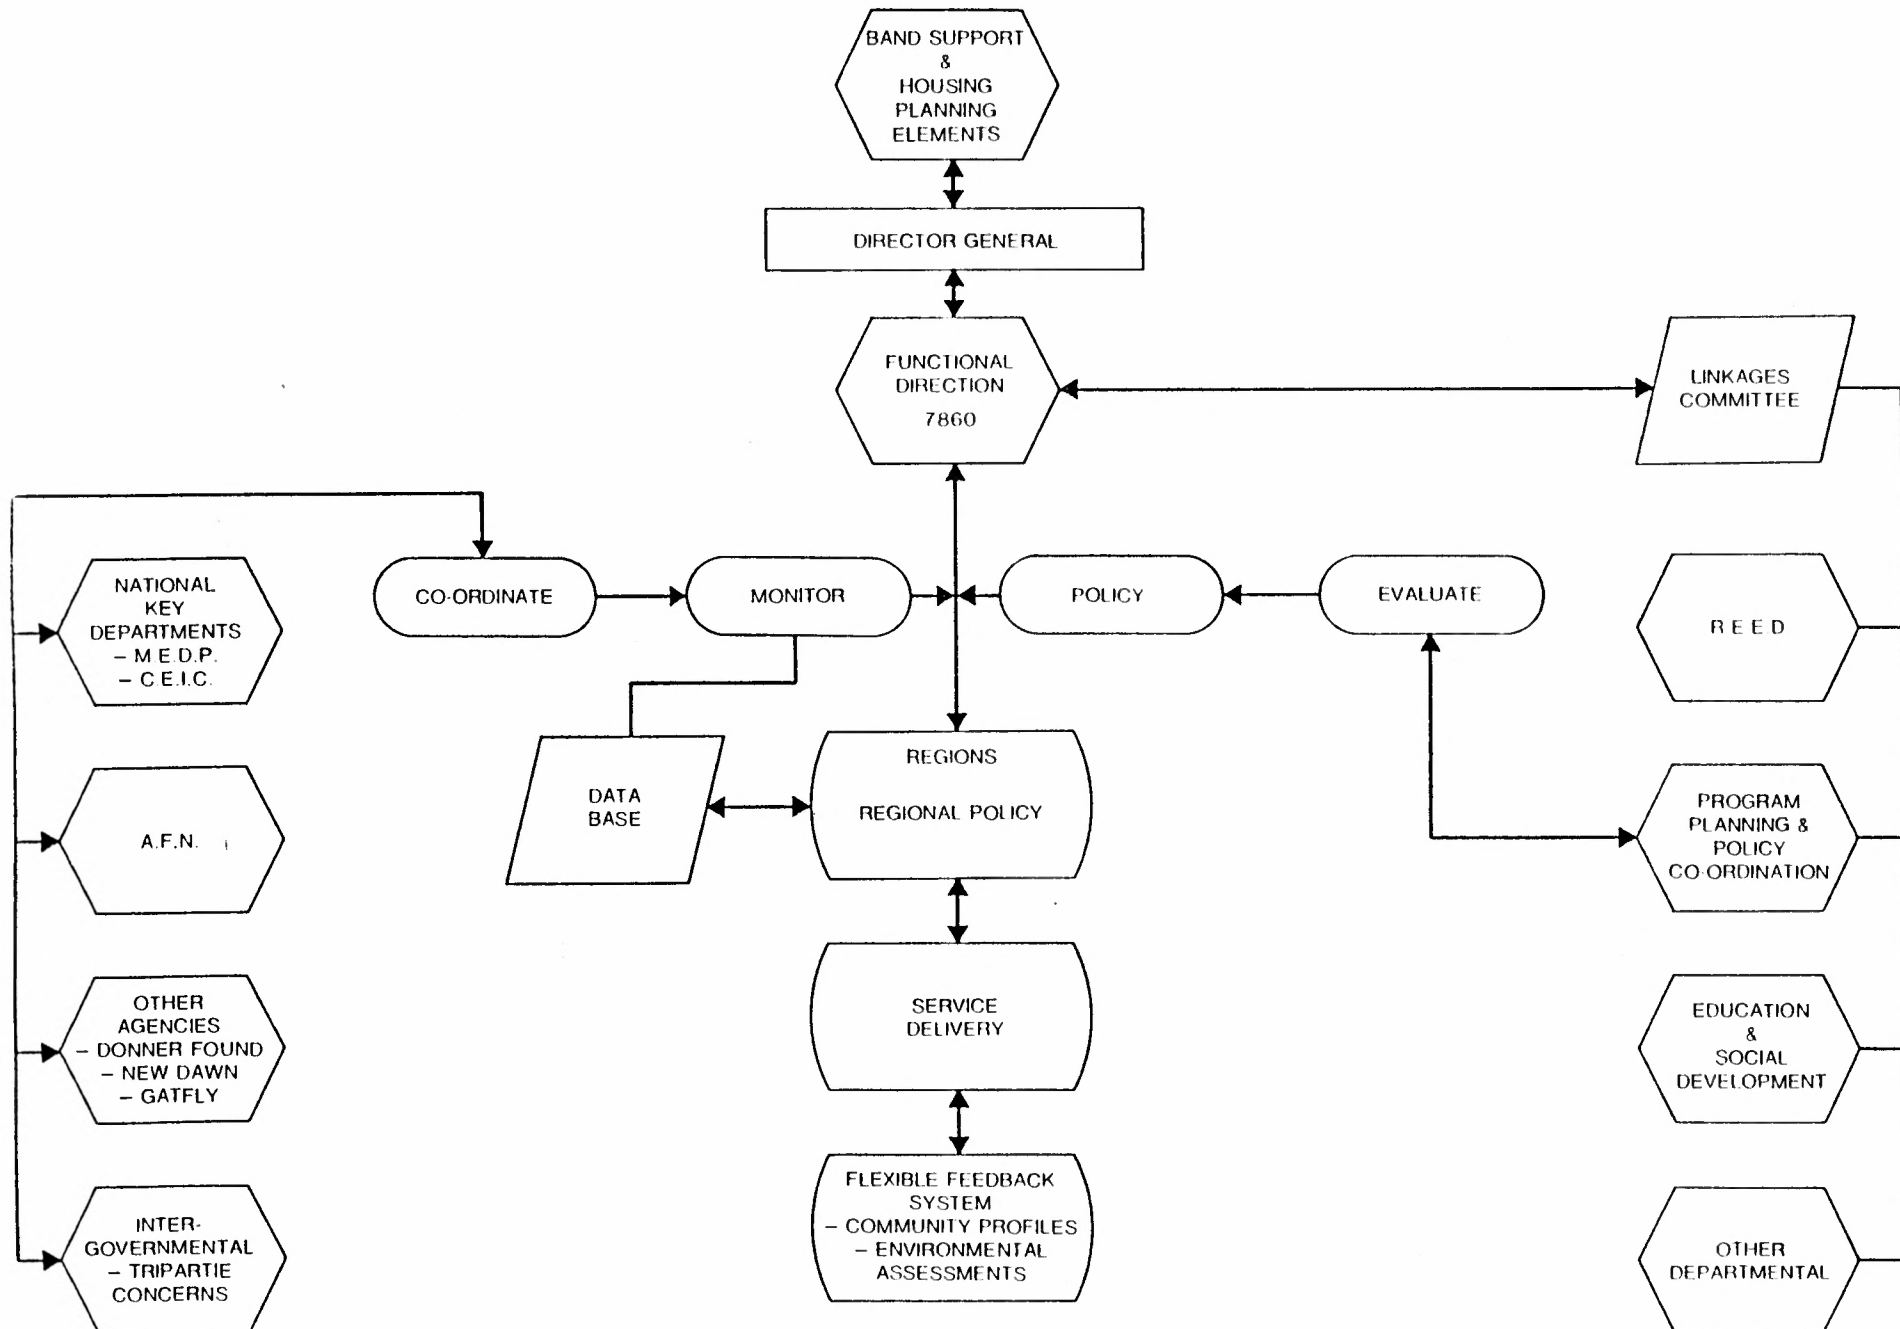 BAND SUPPORT
&
HOUSING
PLANNING
ELEMENTS
DIRECTOR GENERAL
FUNCTIONAL
DIRECTION
7860
LINKAGES
COMMITTEE
NATIONAL
KEY
DEPARTMENTS
– M.E.D.P.
– C.E.I.C.
CO-ORDINATE
MONITOR
POLICY
EVALUATE
R E E D
DATA
BASE
REGIONS
REGIONAL POLICY
PROGRAM
PLANNING &
POLICY
CO-ORDINATION
A.F.N.
OTHER
AGENCIES
– DONNER FOUND
– NEW DAWN
– GATFLY
SERVICE
DELIVERY
EDUCATION
&
SOCIAL
DEVELOPMENT
INTER-
GOVERNMENTAL
– TRIPARTIE
CONCERNS
FLEXIBLE FEEDBACK
SYSTEM
– COMMUNITY PROFILES
– ENVIRONMENTAL
ASSESSMENTS
OTHER
DEPARTMENTAL